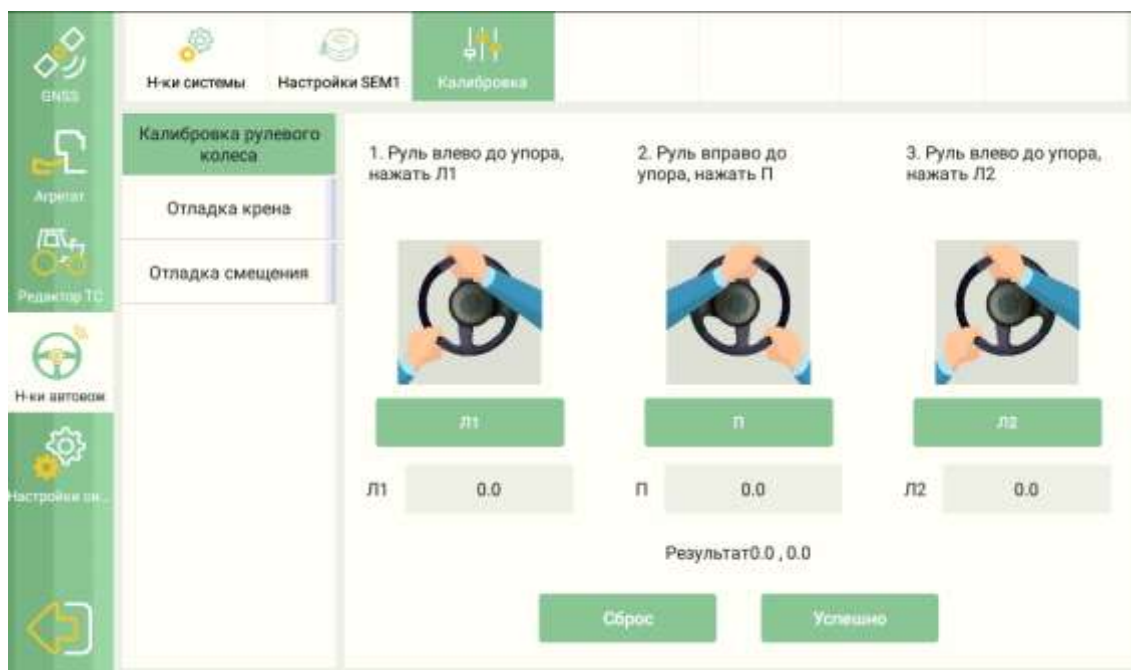 GNSS
Агрегат
Редактор ТС
Н-ки автовож
Настройки си...
Н-ки системы
Настройки SEM1
Калибровка
Калибровка рулевого
колеса
Отладка крена
Отладка смещения
1. Руль влево до упора,
нажать Л1
2. Руль вправо до
упора, нажать П
3. Руль влево до упора,
нажать Л2
Л1
П
Л2
Л1 0.0
П 0.0
Л2 0.0
Результат0.0 , 0.0
Сброс
Успешно